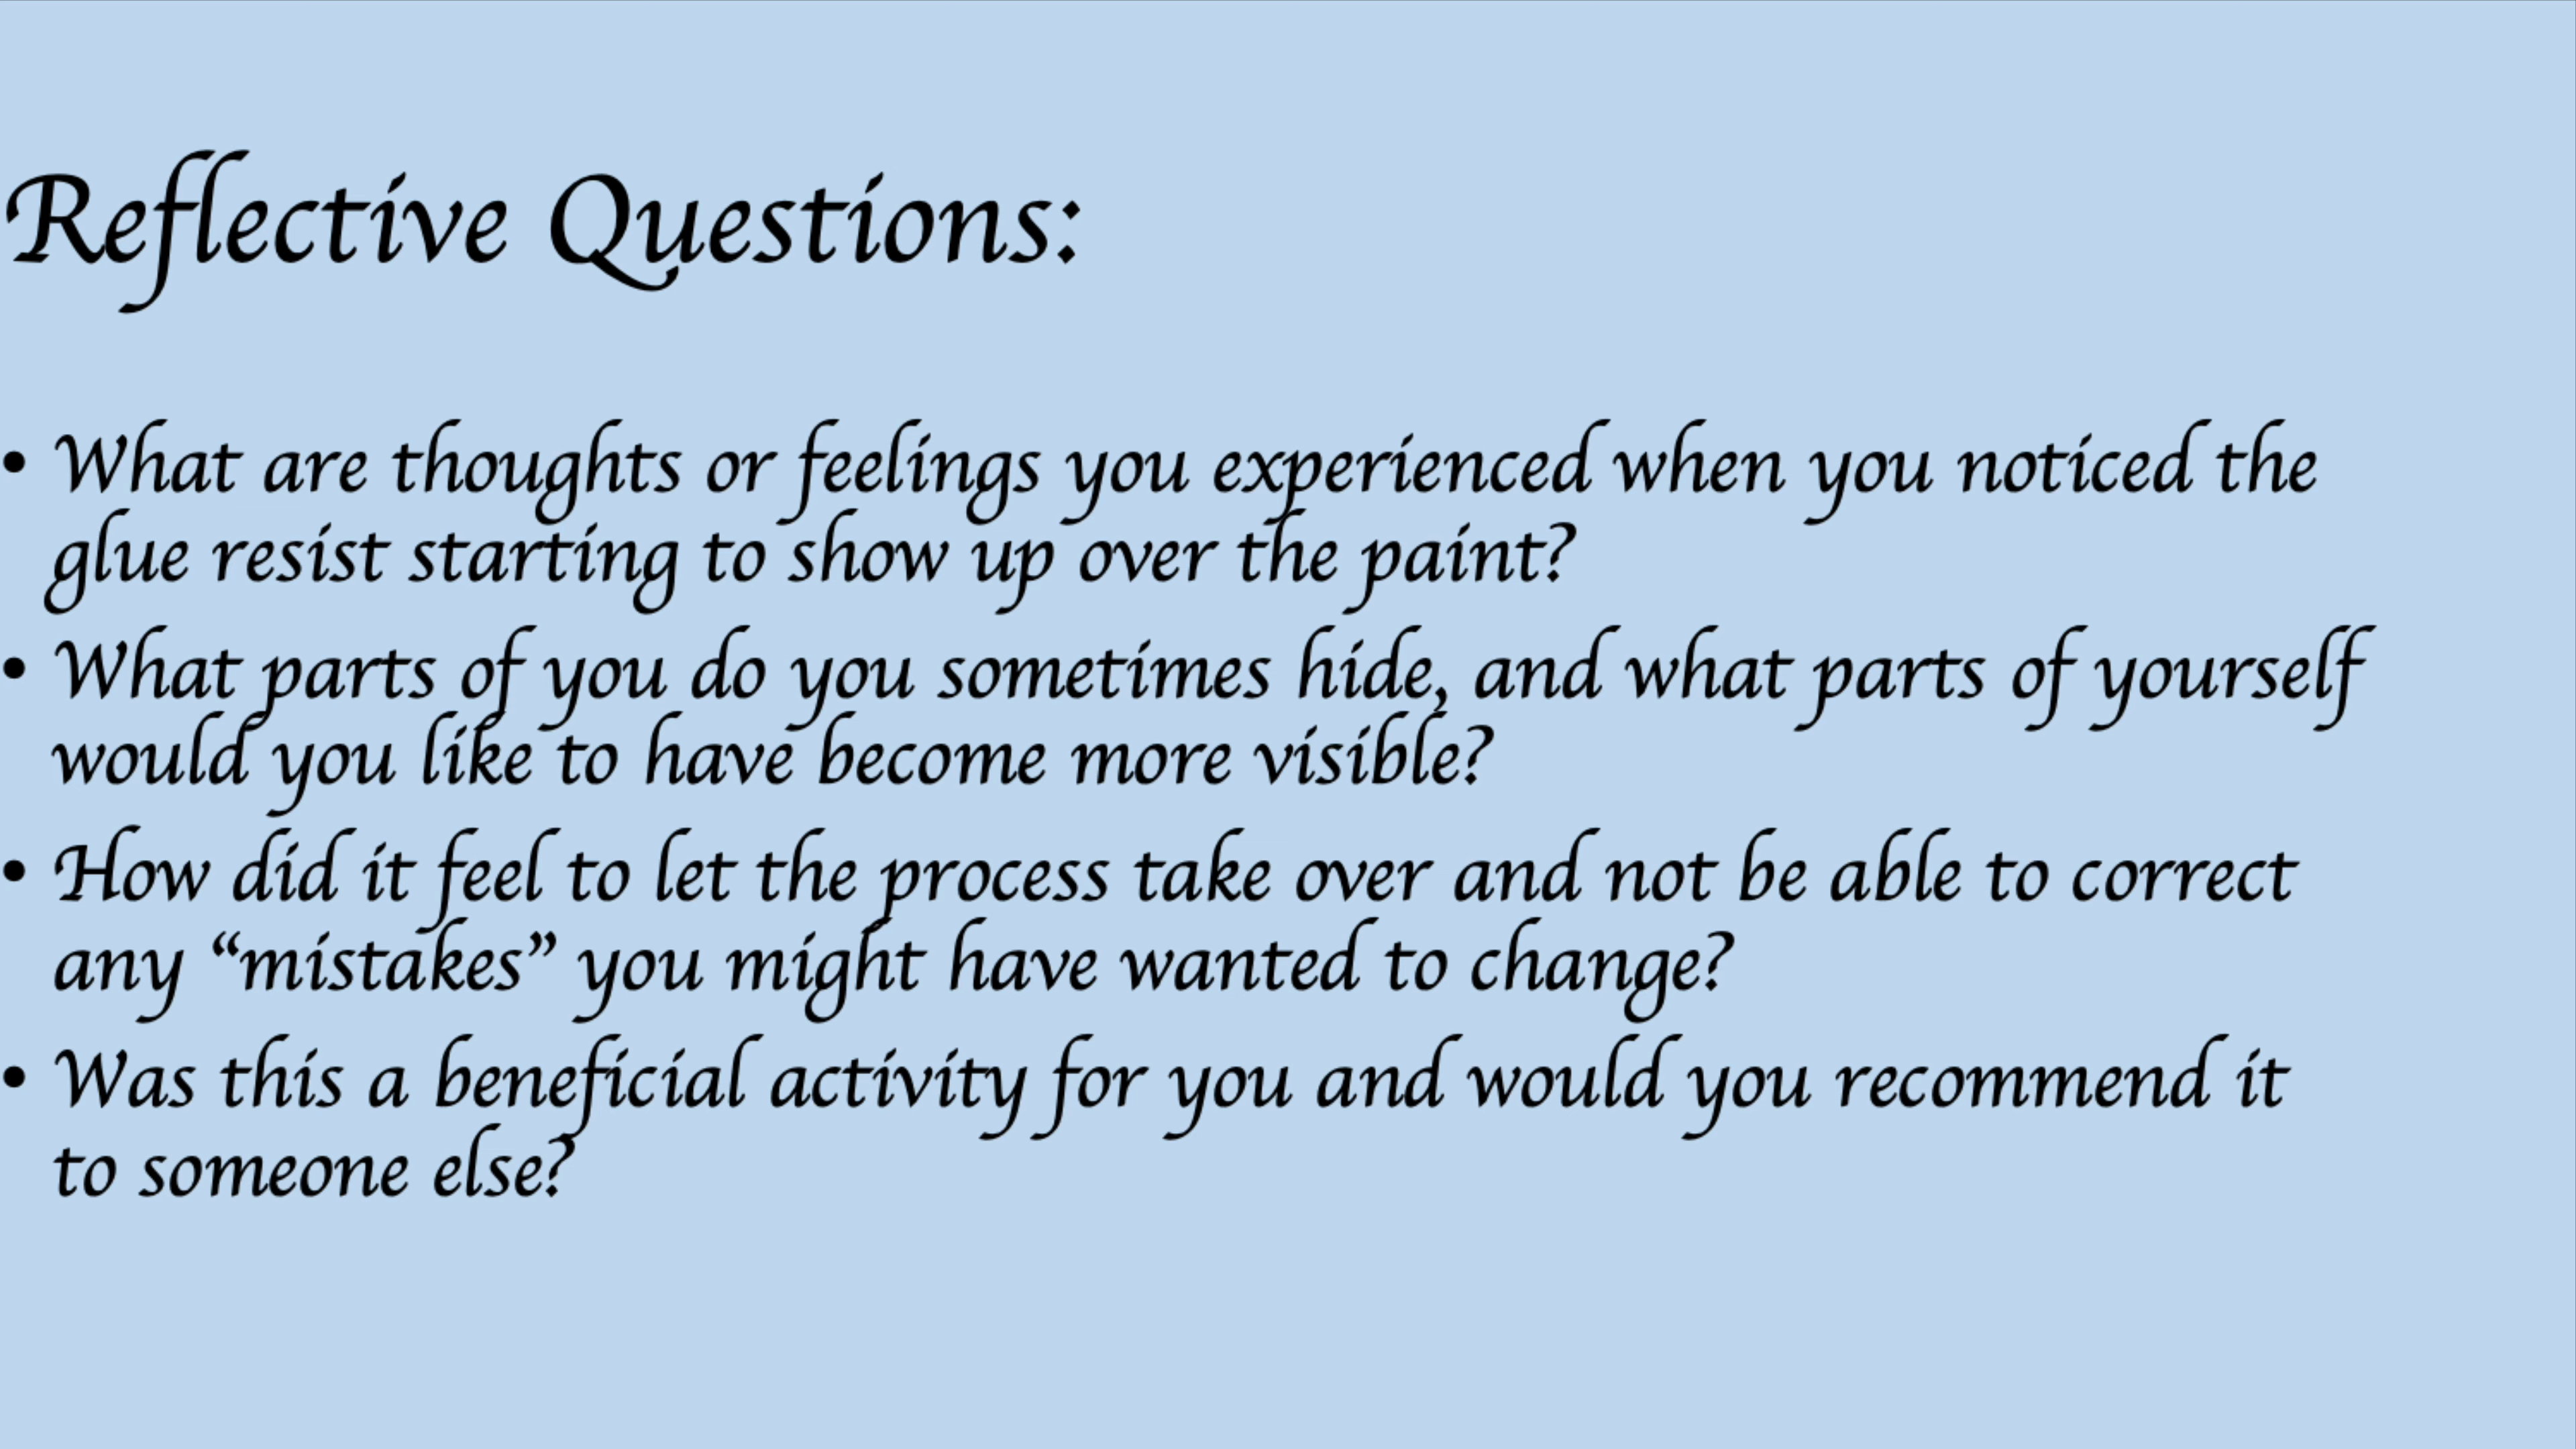 Reflective Questions:
• What are thoughts or feelings you experienced when you noticed the
glue resist starting to show up over the paint?
• What parts of you do you sometimes hide, and what parts of yourself
would you like to have become more visible?
• How did it feel to let the process take over and not be able to correct
any “mistakes” you might have wanted to change?
• Was this a beneficial activity for you and would you recommend it
to someone else?